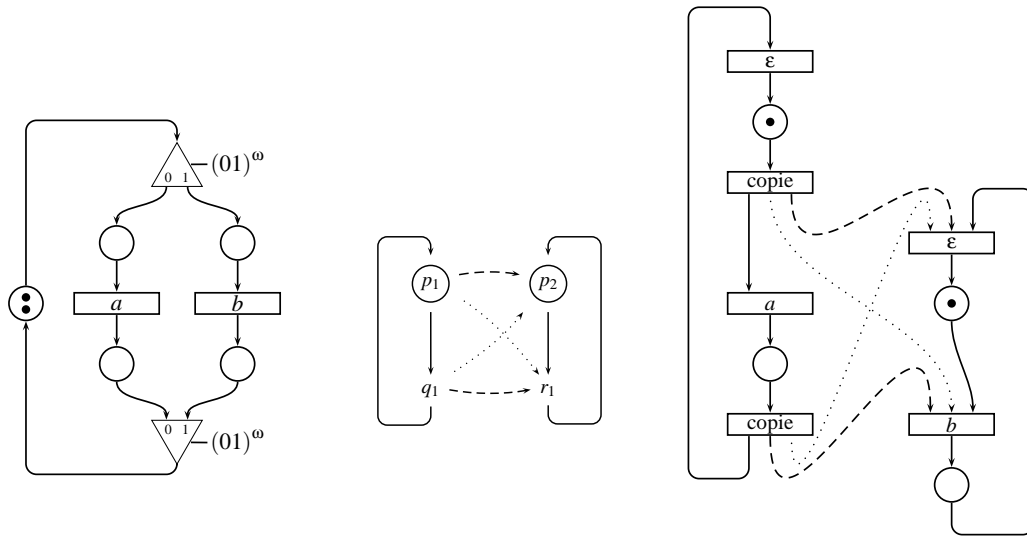 0 1
(01)^ω
a
b
0 1
(01)^ω
p₁
p₂
q₁
r₁
ε
copie
a
copie
ε
b